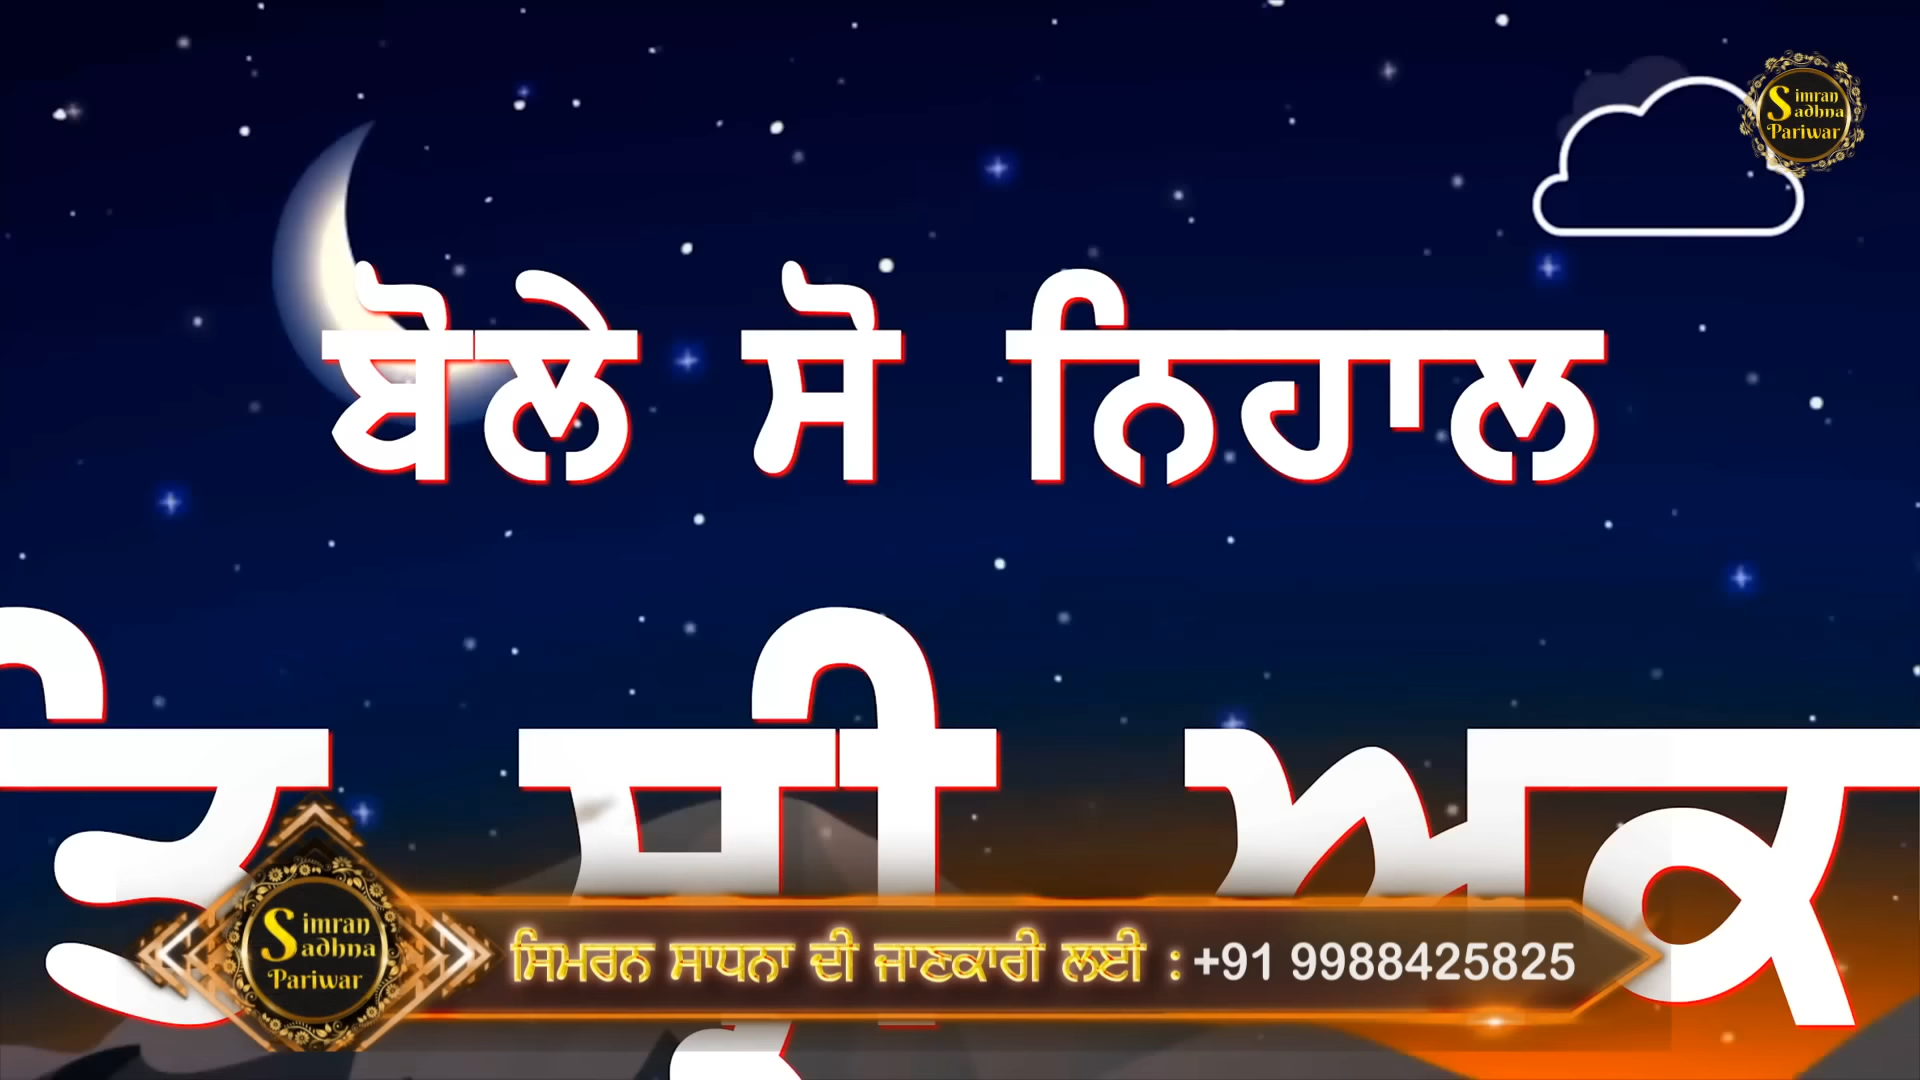 Simran
Sadhna
Pariwar
ਬੋਲੇ ਸੋ ਨਿਹਾਲ
ਸ੍ਰੀ
Simran
Sadhna
Pariwar
ਸਿਮਰਨ ਸਾਧਨਾ ਦੀ ਜਾਣਕਾਰੀ ਲਈ : +91 9988425825